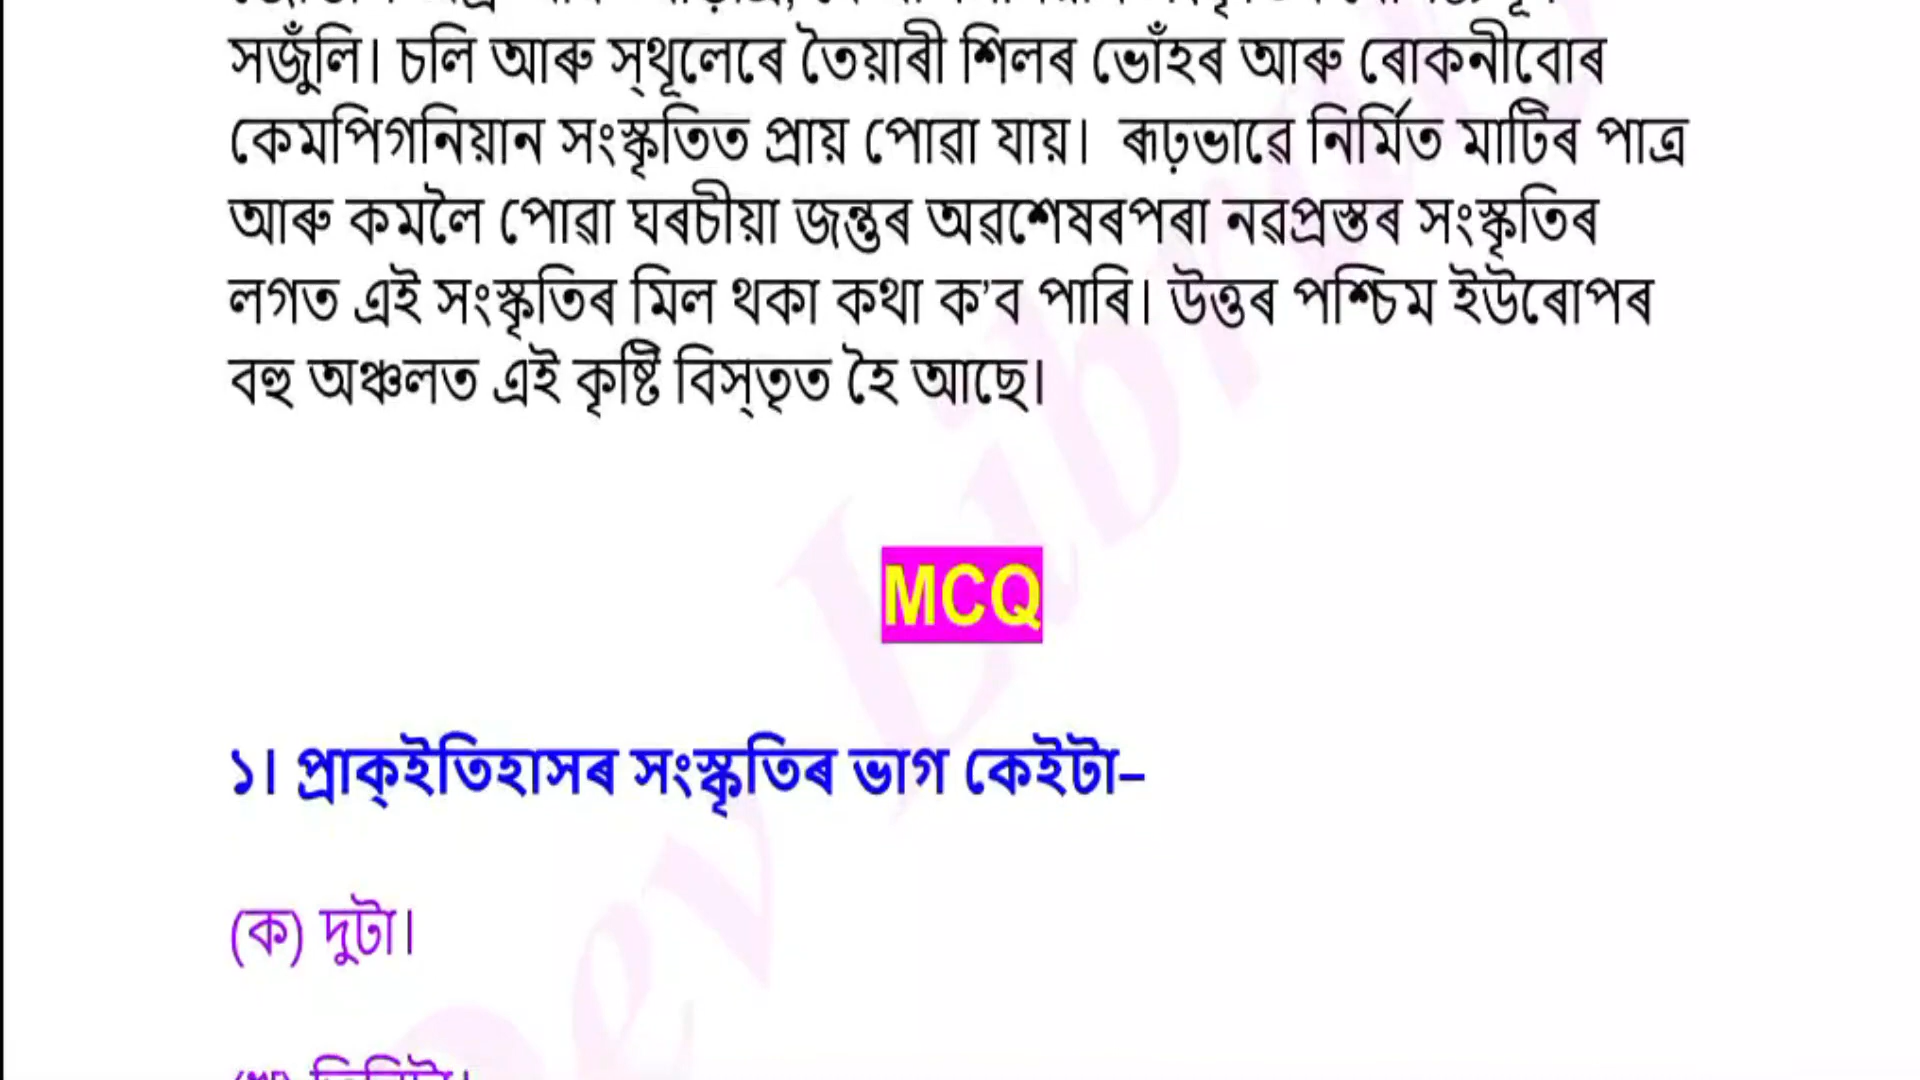 সজুঁলি। চলি আৰু স্থূলেৰে তৈয়াৰী শিলৰ ভোঁহৰ আৰু ৰোকনীবোৰ
কেমপিগনিয়ান সংস্কৃতিত প্ৰায় পোৱা যায়। ৰূঢ়ভাৱে নিৰ্মিত মাটিৰ পাত্ৰ
আৰু কমলৈ পোৱা ঘৰচীয়া জন্তুৰ অৱশেষৰপৰা নৱপ্ৰস্তৰ সংস্কৃতিৰ
লগত এই সংস্কৃতিৰ মিল থকা কথা ক'ব পাৰি। উত্তৰ পশ্চিম ইউৰোপৰ
বহু অঞ্চলত এই কৃষ্টি বিস্তৃত হৈ আছে।
MCQ
১। প্ৰাক্ইতিহাসৰ সংস্কৃতিৰ ভাগ কেইটা–
(ক) দুটা।